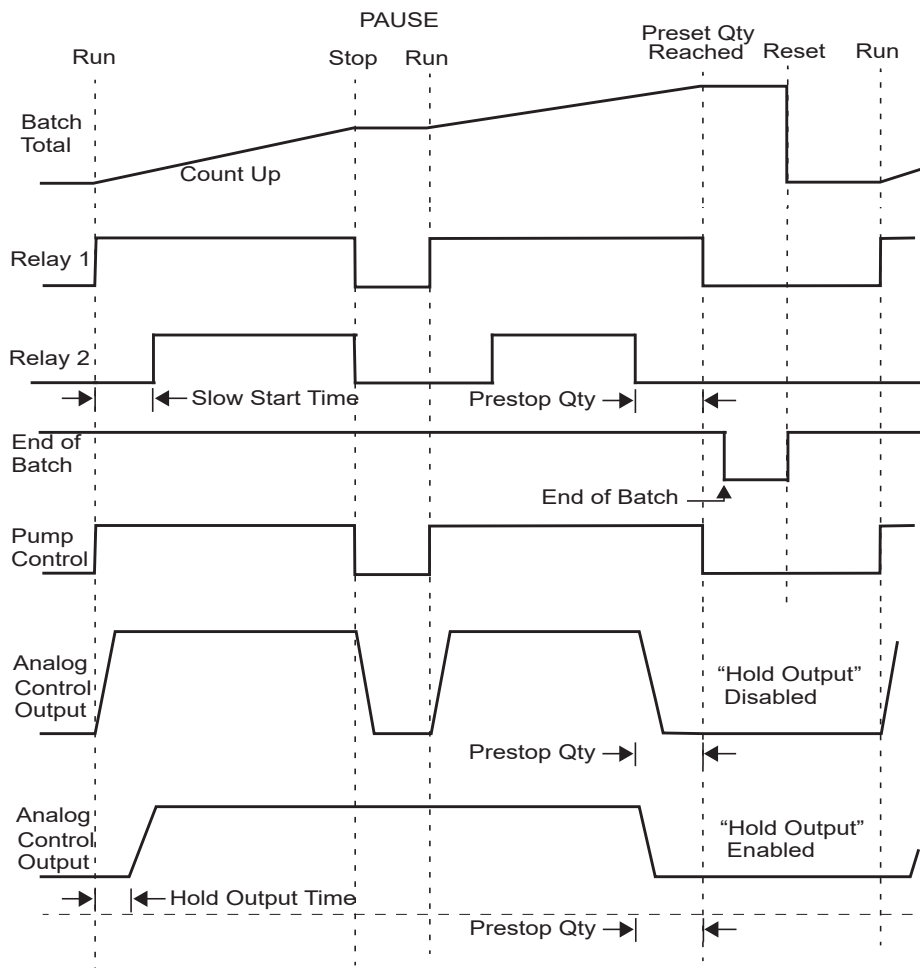 PAUSE
Run
Stop
Run
Preset Qty
Reached
Reset
Run
Batch
Total
Count Up
Relay 1
Relay 2
Slow Start Time
Prestop Qty
End of
Batch
End of Batch
Pump
Control
Analog
Control
Output
“Hold Output”
Disabled
Prestop Qty
Analog
Control
Output
“Hold Output”
Enabled
Hold Output Time
Prestop Qty